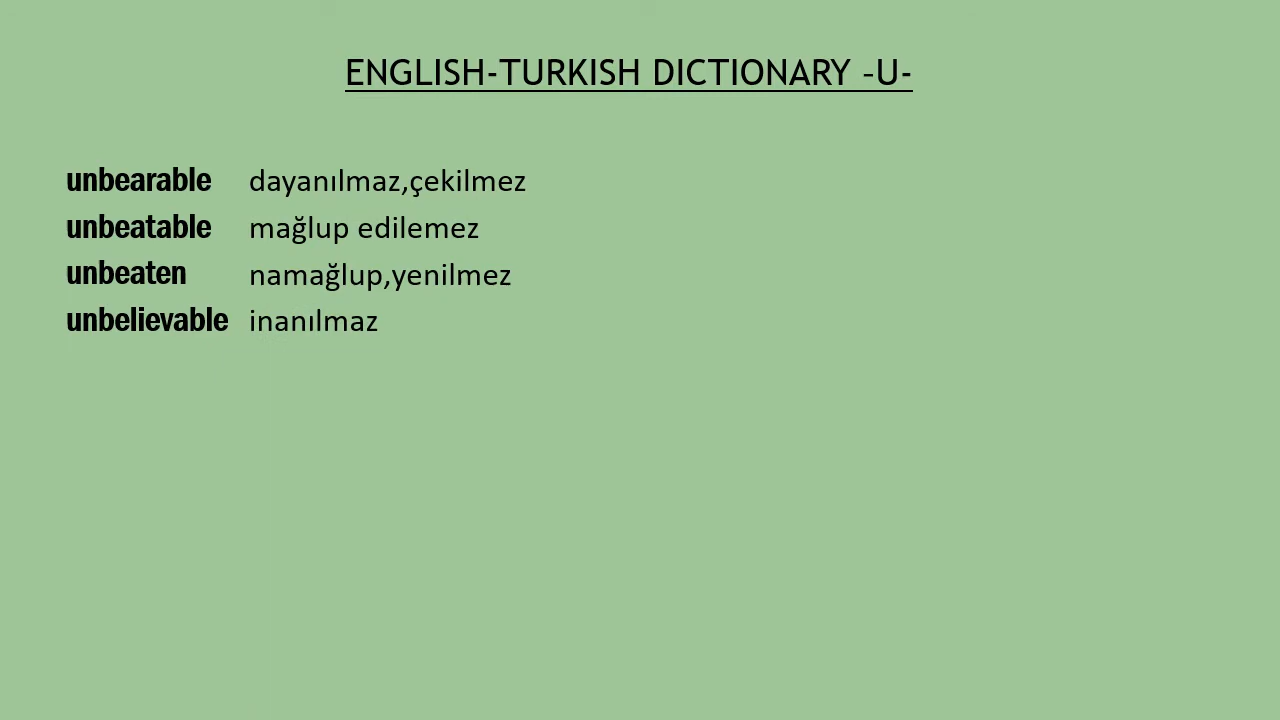 ENGLISH-TURKISH DICTIONARY –U-
unbearable dayanılmaz,çekilmez
unbeatable mağlup edilemez
unbeaten namağlup,yenilmez
unbelievable inanılmaz